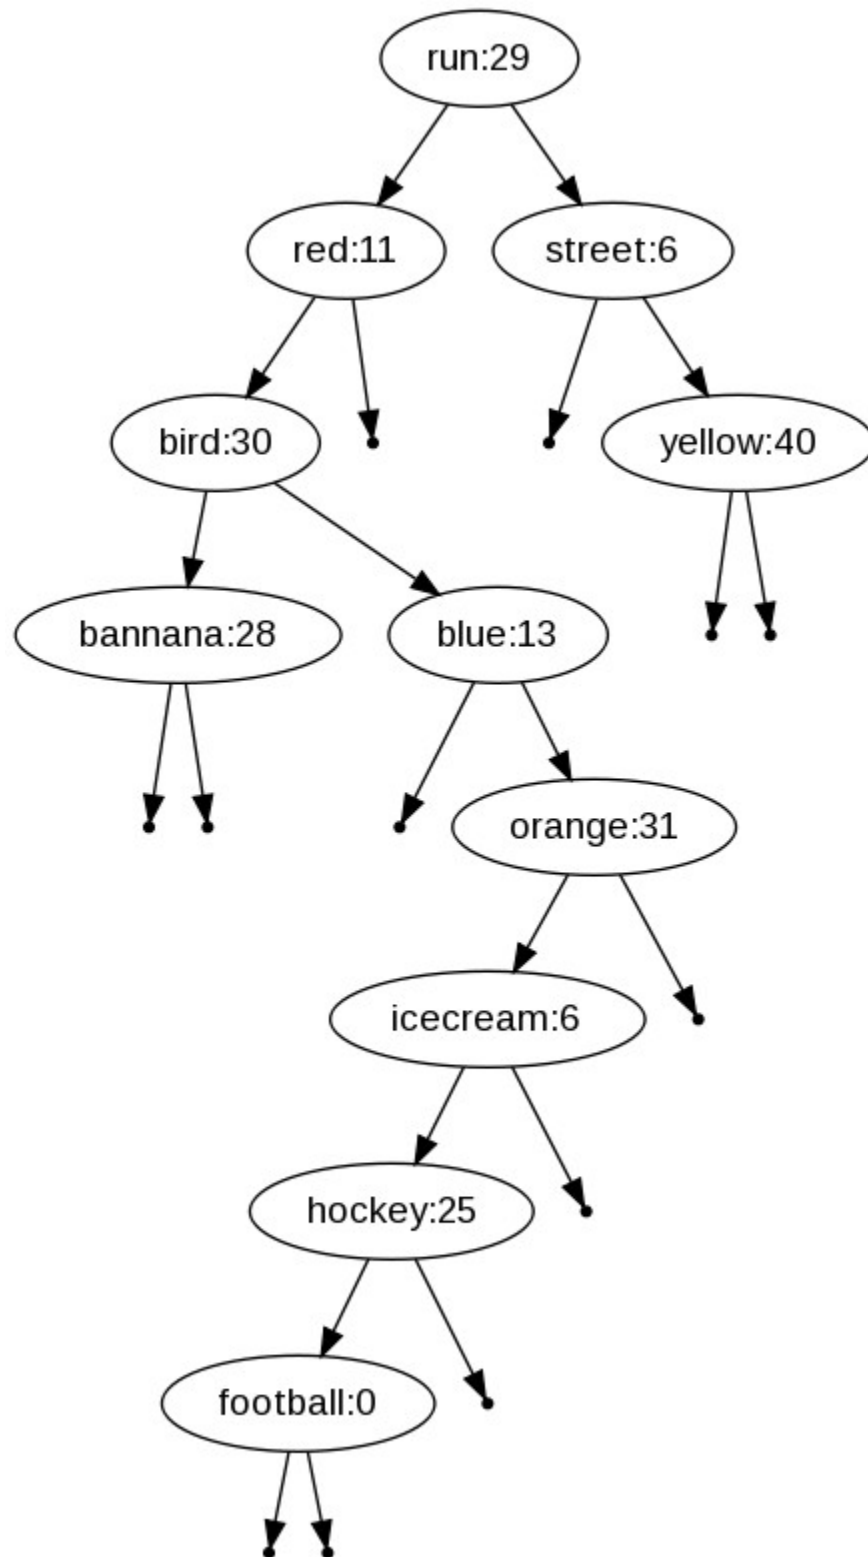 run:29
red:11
street:6
bird:30
yellow:40
bannana:28
blue:13
orange:31
icecream:6
hockey:25
football:0